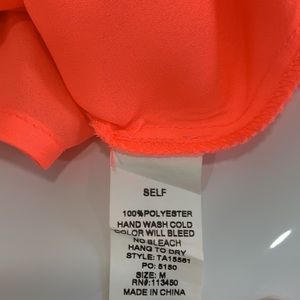 SELF
100%POLYESTER
HAND WASH COLD
COLOR WILL BLEED
NO BLEACH
HANG TO DRY
STYLE: TA15561
PO: 5150
SIZE: M
RN#:113450
MADE IN CHINA